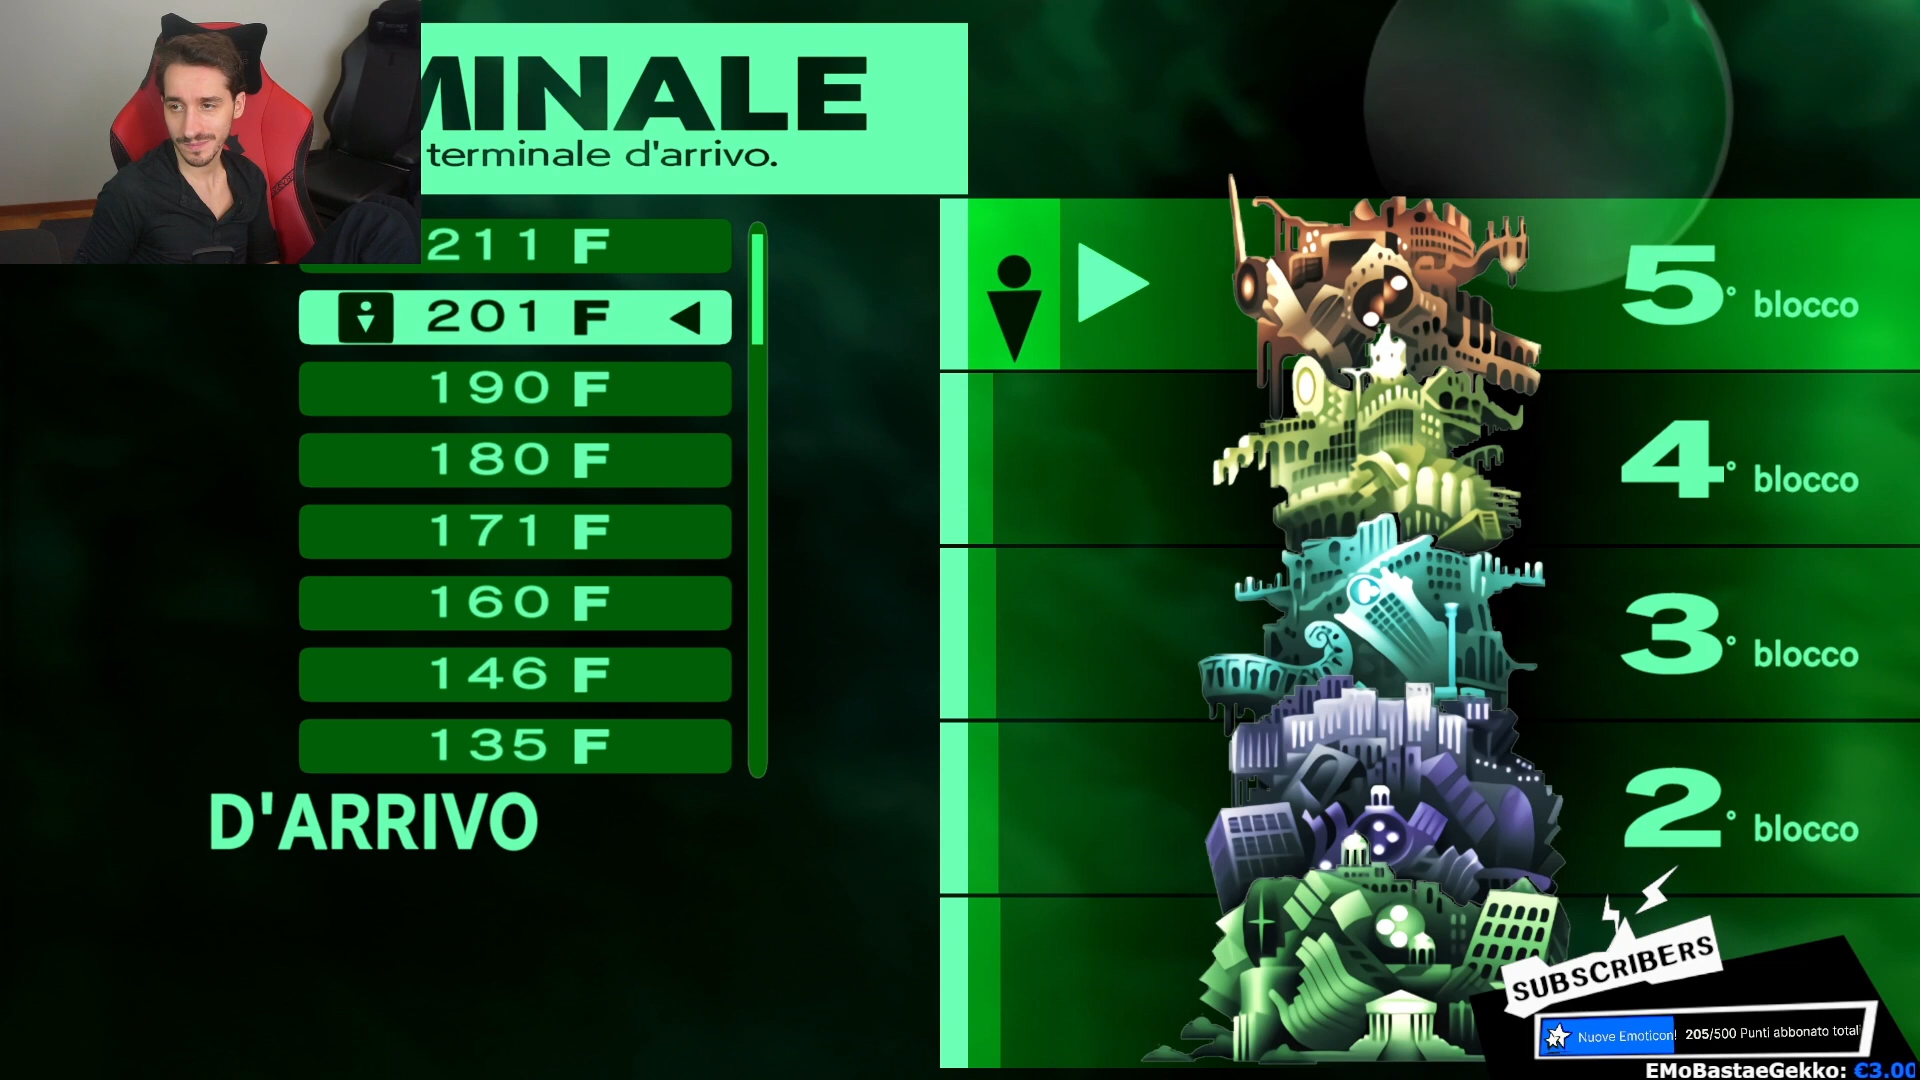 MINALE
terminale d'arrivo.
211 F
201 F
190 F
180 F
171 F
160 F
146 F
135 F
D'ARRIVO
5° blocco
4° blocco
3° blocco
2° blocco
SUBSCRIBERS
Nuove Emoticon! 205/500 Punti abbonato total
EMoBastaeGekko: €3.00